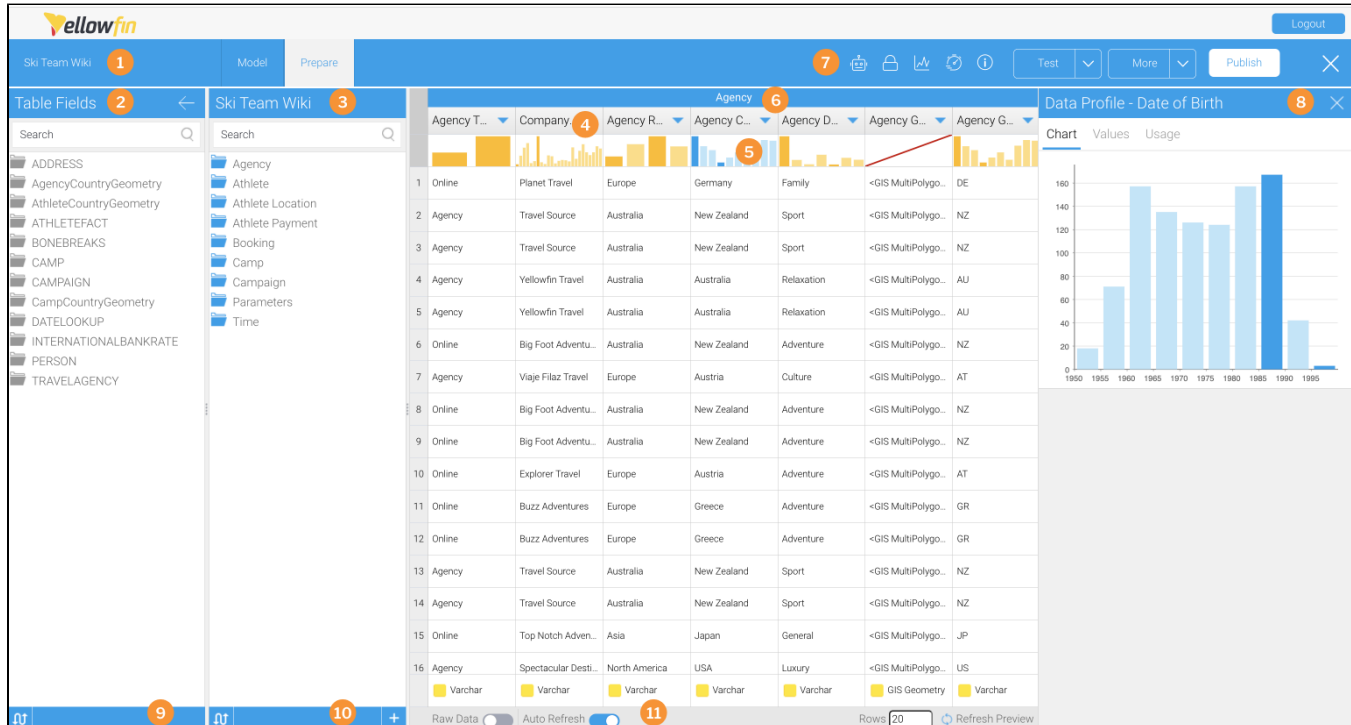 Yellowfin
Logout
Ski Team Wiki 1 Model Prepare 7 Test More Publish
Table Fields 2
Search
ADDRESS
AgencyCountryGeometry
AthleteCountryGeometry
ATHLETEFACT
BONEBREAKS
CAMP
CAMPAIGN
CampCountryGeometry
DATELOOKUP
INTERNATIONALBANKRATE
PERSON
TRAVELAGENCY
9
Ski Team Wiki 3
Search
Agency
Athlete
Athlete Location
Athlete Payment
Booking
Camp
Campaign
Parameters
Time
10 +
Agency 6
Agency T... Company. 4 Agency R... Agency C... Agency D... Agency G... Agency G...
5
1 Online Planet Travel Europe Germany Family <GIS MultiPolygo... DE
2 Agency Travel Source Australia New Zealand Sport <GIS MultiPolygo... NZ
3 Agency Travel Source Australia New Zealand Sport <GIS MultiPolygo... NZ
4 Agency Yellowfin Travel Australia Australia Relaxation <GIS MultiPolygo... AU
5 Agency Yellowfin Travel Australia Australia Relaxation <GIS MultiPolygo... AU
6 Online Big Foot Adventu... Australia New Zealand Adventure <GIS MultiPolygo... NZ
7 Agency Viaje Filaz Travel Europe Austria Culture <GIS MultiPolygo... AT
8 Online Big Foot Adventu... Australia New Zealand Adventure <GIS MultiPolygo... NZ
9 Online Big Foot Adventu... Australia New Zealand Adventure <GIS MultiPolygo... NZ
10 Online Explorer Travel Europe Austria Adventure <GIS MultiPolygo... AT
11 Online Buzz Adventures Europe Greece Adventure <GIS MultiPolygo... GR
12 Online Buzz Adventures Europe Greece Adventure <GIS MultiPolygo... GR
13 Agency Travel Source Australia New Zealand Sport <GIS MultiPolygo... NZ
14 Agency Travel Source Australia New Zealand Sport <GIS MultiPolygo... NZ
15 Online Top Notch Adven... Asia Japan General <GIS MultiPolygo... JP
16 Agency Spectacular Desti... North America USA Luxury <GIS MultiPolygo... US
Varchar Varchar Varchar Varchar Varchar GIS Geometry Varchar
Raw Data Auto Refresh 11 Rows 20 Refresh Preview
Data Profile - Date of Birth 8
Chart Values Usage
160
140
120
100
80
60
40
20
0
1950 1955 1960 1965 1970 1975 1980 1985 1990 1995